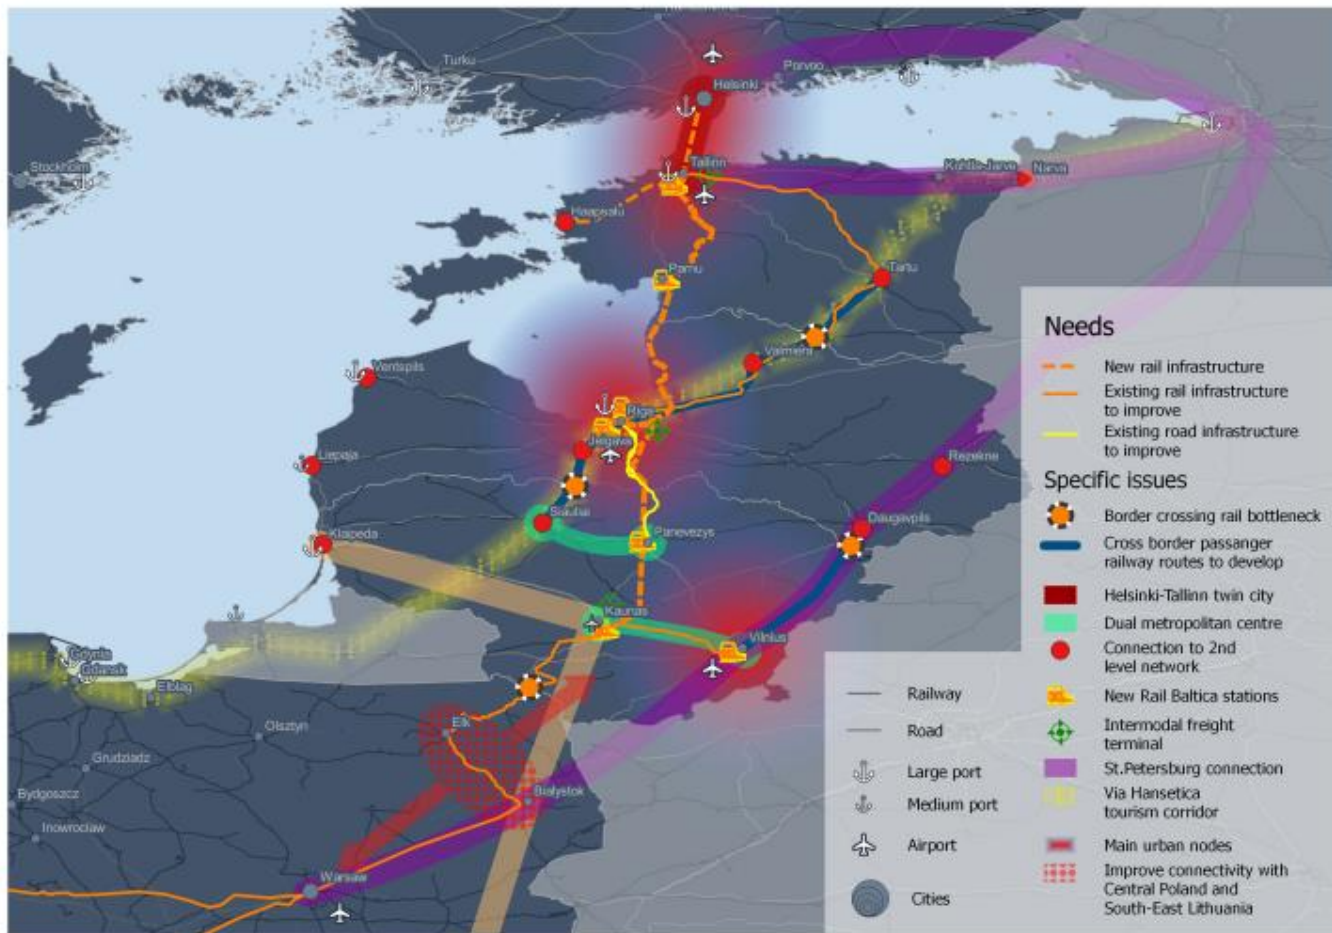 Turku
Porvoo
Helsinki
Stockholm
Tallinn
Kohtla-Jarve
Narva
Haapsalu
Parnu
Tartu
Valmiera
Ventspils
Riga
Jelgava
Liepaja
Rezekne
Siauliai
Daugavpils
Panevezys
Klaipeda
Kaunas
Vilnius
Gdynia
Gdansk
Elblag
Elk
Olsztyn
Grudziadz
Bydgoszcz
Bialystok
Inowroclaw
Warsaw
Needs
New rail infrastructure
Existing rail infrastructure
to improve
Existing road infrastructure
to improve
Specific issues
Border crossing rail bottleneck
Cross border passanger
railway routes to develop
Helsinki-Tallinn twin city
Dual metropolitan centre
Connection to 2nd
level network
New Rail Baltica stations
Intermodal freight
terminal
St.Petersburg connection
Via Hansetica
tourism corridor
Main urban nodes
Improve connectivity with
Central Poland and
South-East Lithuania
Railway
Road
Large port
Medium port
Airport
Cities